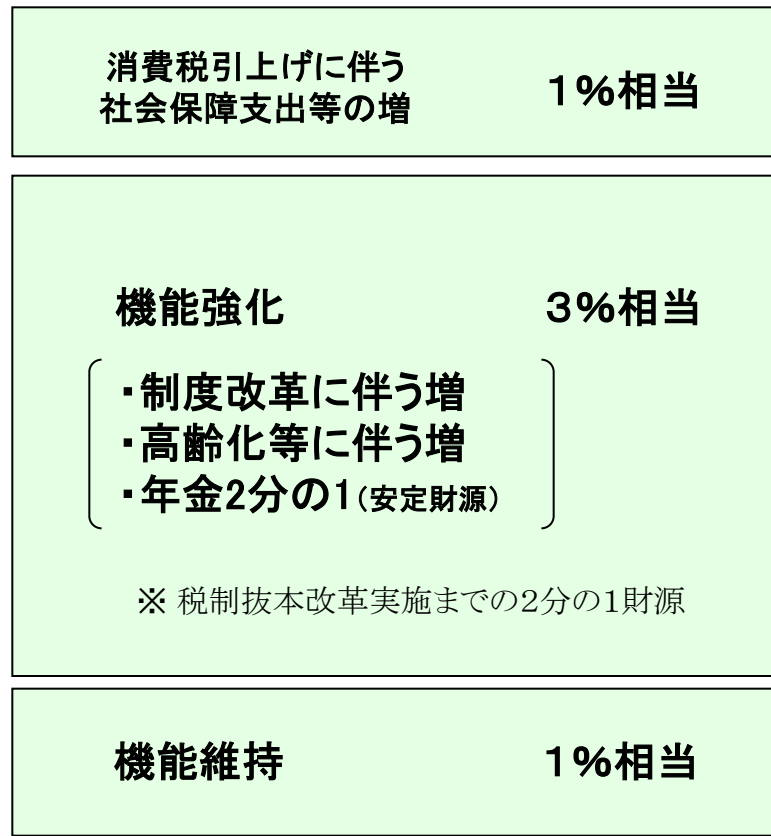 消費税引上げに伴う
社会保障支出等の増
1%相当
機能強化 3%相当
・制度改革に伴う増
・高齢化等に伴う増
・年金2分の1(安定財源)
※ 税制抜本改革実施までの2分の1財源
機能維持 1%相当